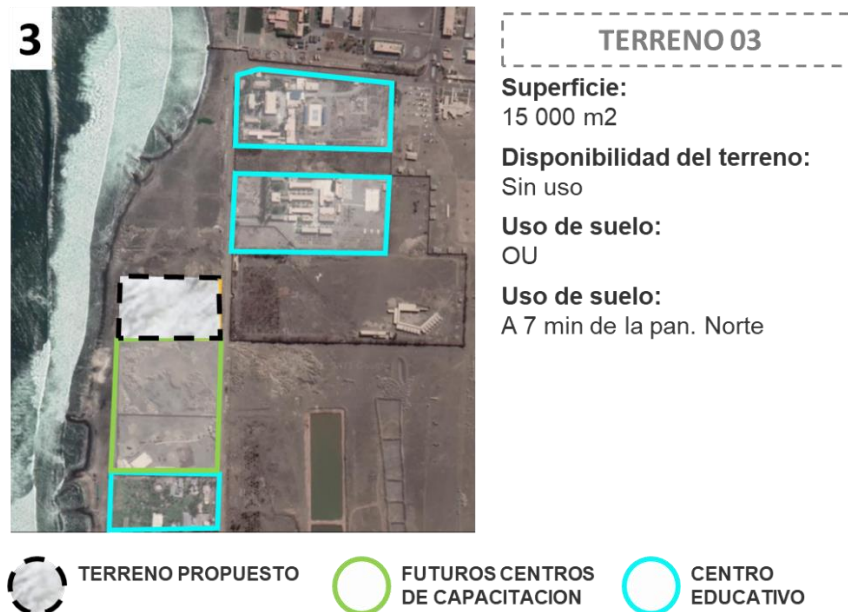 3
TERRENO 03
Superficie:
15 000 m2
Disponibilidad del terreno:
Sin uso
Uso de suelo:
OU
Uso de suelo:
A 7 min de la pan. Norte
TERRENO PROPUESTO
FUTUROS CENTROS
DE CAPACITACION
CENTRO
EDUCATIVO